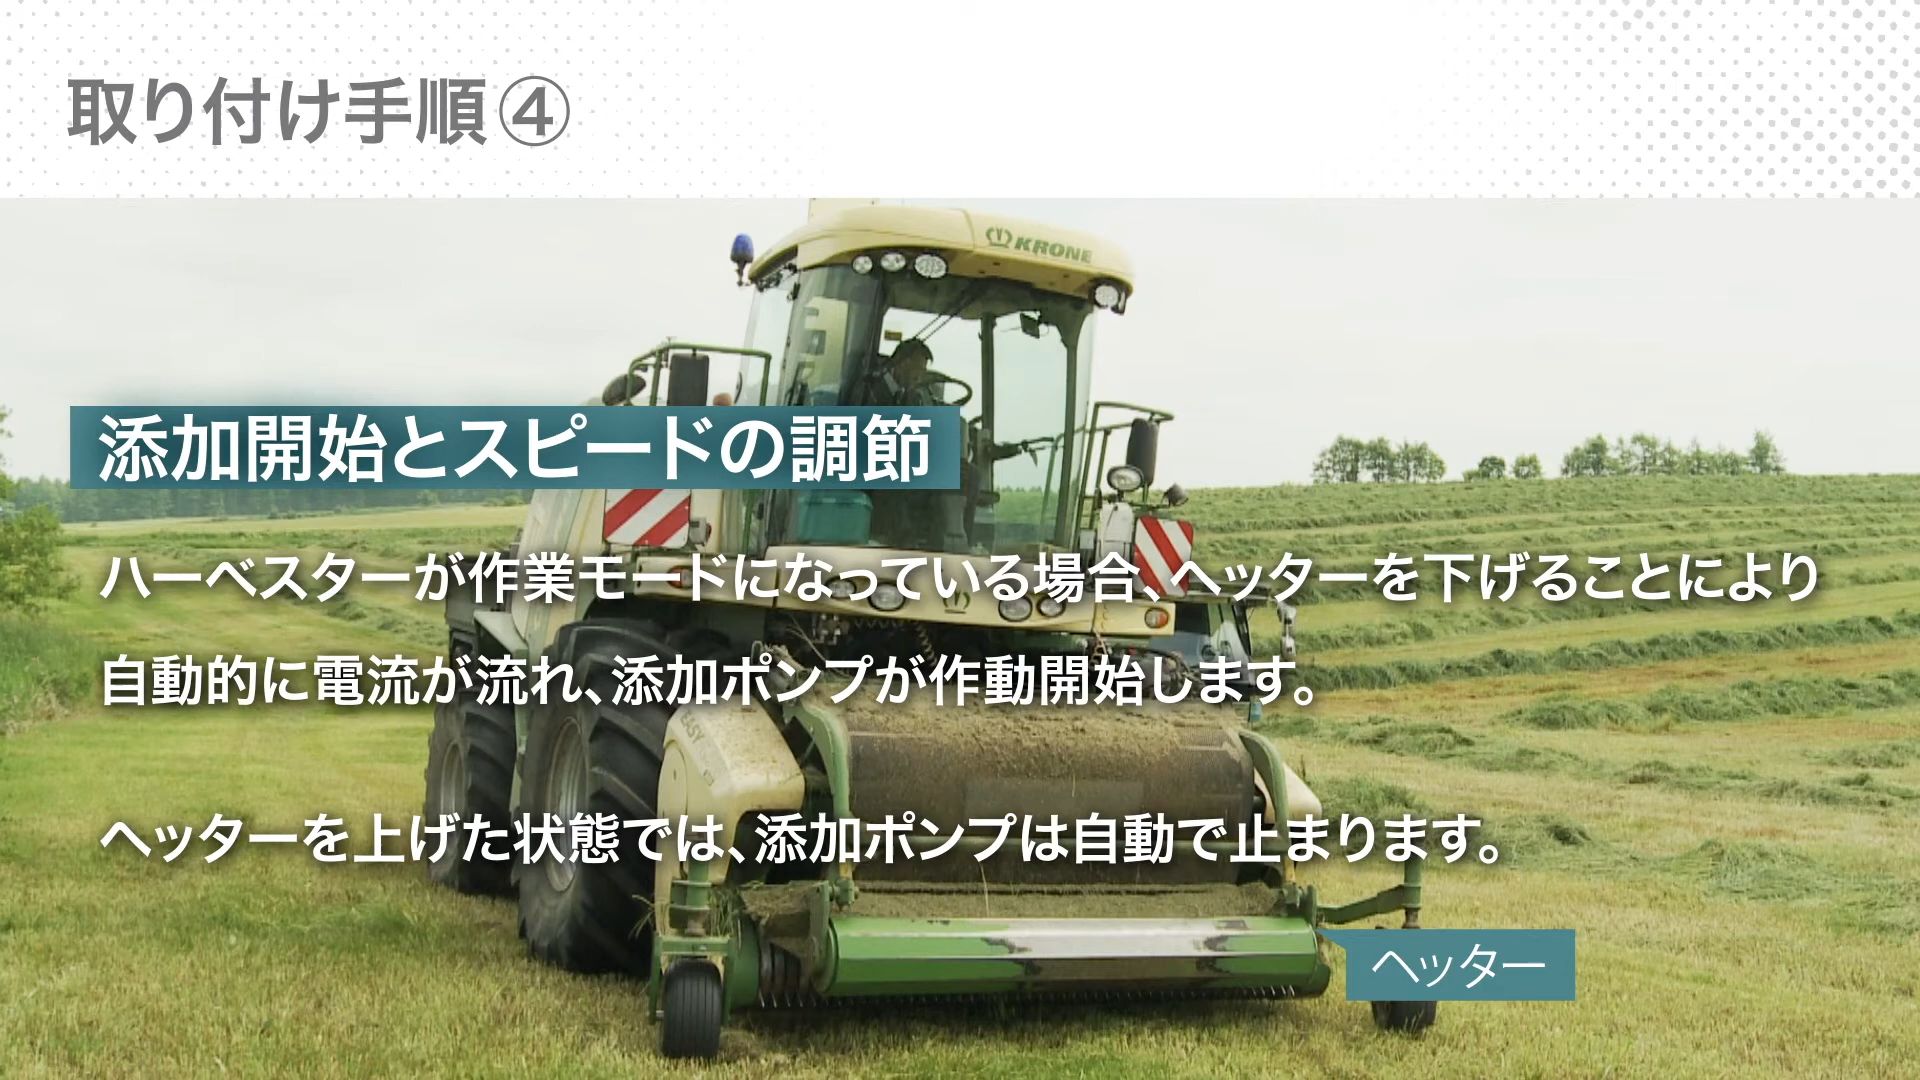 取り付け手順④
KRONE
添加開始とスピードの調節
ハーベスターが作業モードになっている場合、ヘッターを下げることにより
自動的に電流が流れ、添加ポンプが作動開始します。
EASY
ヘッターを上げた状態では、添加ポンプは自動で止まります。
ヘッター